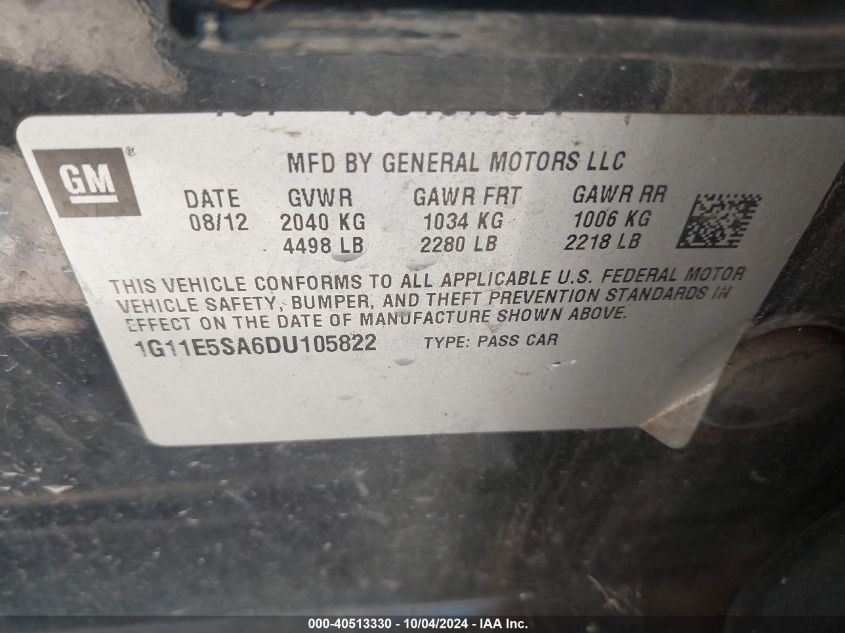 MFD BY GENERAL MOTORS LLC
GM®
DATE GVWR GAWR FRT GAWR RR
08/12 2040 KG 1034 KG 1006 KG
4498 LB 2280 LB 2218 LB
THIS VEHICLE CONFORMS TO ALL APPLICABLE U.S. FEDERAL MOTOR
VEHICLE SAFETY, BUMPER, AND THEFT PREVENTION STANDARDS IN
EFFECT ON THE DATE OF MANUFACTURE SHOWN ABOVE.
1G11E5SA6DU105822 TYPE: PASS CAR
000-40513330 - 10/04/2024 - IAA Inc.